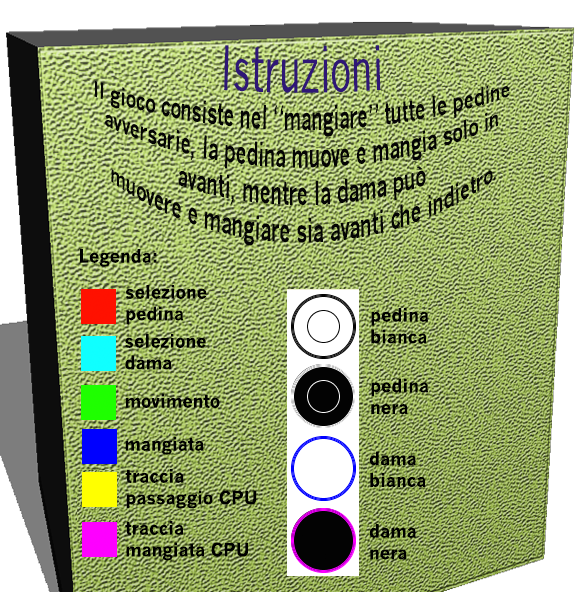 Istruzioni
Il gioco consiste nel "mangiare" tutte le pedine
avversarie, la pedina muove e mangia solo in
avanti, mentre la dama può
muovere e mangiare sia avanti che indietro.
Legenda:
selezione
pedina
selezione
dama
movimento
mangiata
traccia
passaggio CPU
traccia
mangiata CPU
pedina
bianca
pedina
nera
dama
bianca
dama
nera